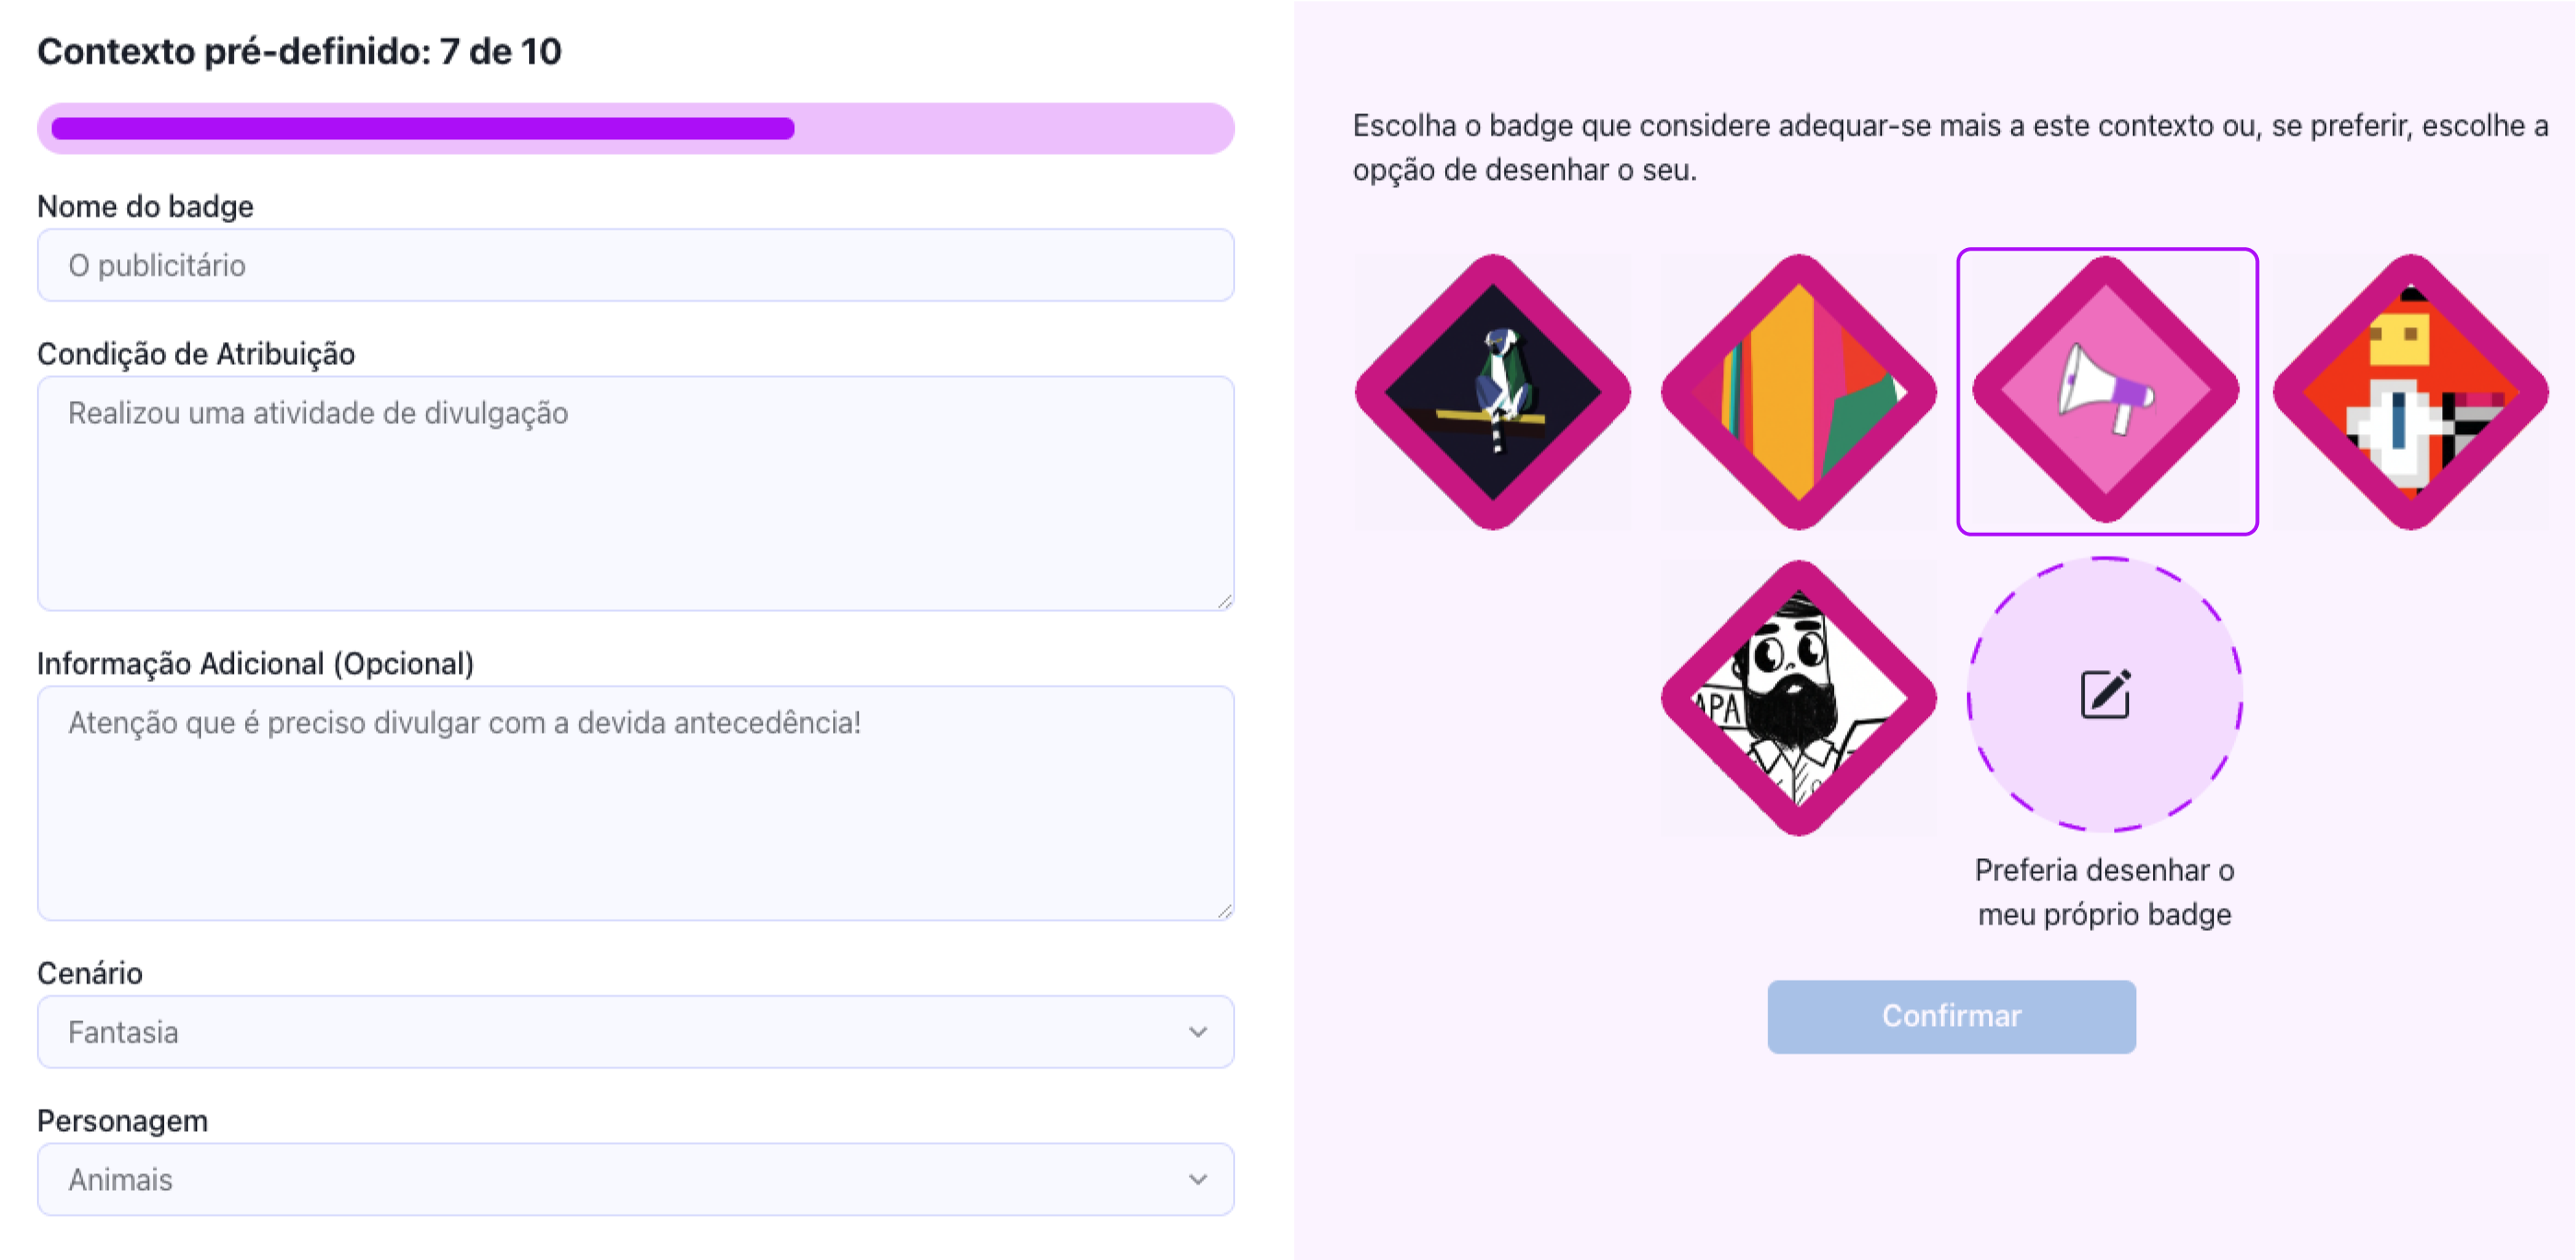 Contexto pré-definido: 7 de 10
Nome do badge
O publicitário
Condição de Atribuição
Realizou uma atividade de divulgação
Informação Adicional (Opcional)
Atenção que é preciso divulgar com a devida antecedência!
Cenário
Fantasia
Personagem
Animais
Escolha o badge que considere adequar-se mais a este contexto ou, se preferir, escolhe a
opção de desenhar o seu.
APA
Preferia desenhar o
meu próprio badge
Confirmar